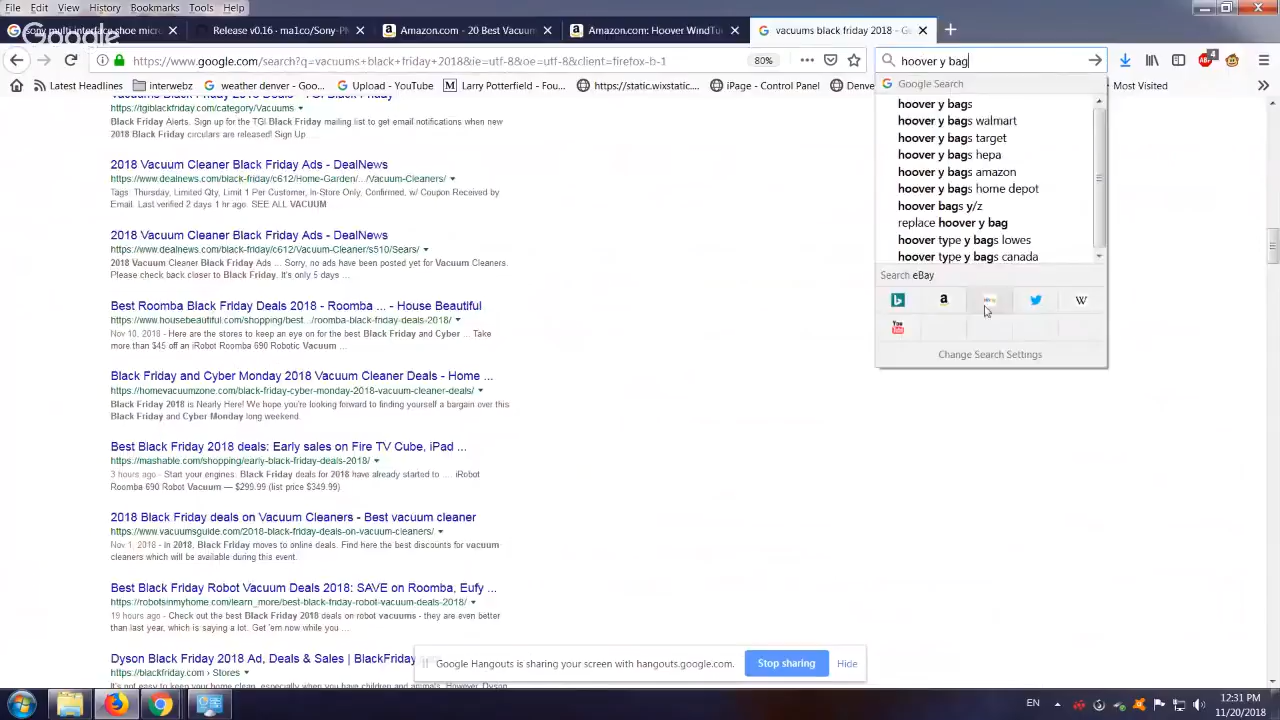 File Edit View History Bookmarks Tools Help
Google
sony multi interface shoe micr
Release v0.16 · ma1co/Sony-P
Amazon.com - 20 Best Vacuum
Amazon.com: Hoover WindTu
vacuums black friday 2018 - G
https://www.google.com/search?q=vacuums+black+friday+2018&ie=utf-8&oe=utf-8&client=firefox-b-1
80%
hoover y bag
4
Latest Headlines
interwebz
Upload - YouTube
Larry Potterfield - Four...
https://static.wixstatic...
iPage - Control Panel
Denve
Most Visited
Google Search
hoover y bags
hoover y bags walmart
hoover y bags target
hoover y bags hepa
hoover y bags amazon
hoover y bags home depot
hoover bags y/z
replace hoover y bag
hoover type y bags lowes
hoover type y bags canada
Search eBay
W
You Tube
Change Search Settings
https://tgiblackfriday.com/category/Vacuums
Black Friday Alerts. Sign up for the TGI Black Friday mailing list to get email notifications when new
2018 Black Friday circulars are released! Sign Up
2018 Vacuum Cleaner Black Friday Ads - DealNews
https://www.dealnews.com/black-friday/c612/Home-Garden/.../Vacuum-Cleaners/
Tags: Thursday, Limited Qty, Limit 1 Per Customer, In-Store Only, Confirmed, w/ Coupon Received by
Email. Last verified 2 days 1 hr ago. SEE ALL VACUUM
2018 Vacuum Cleaner Black Friday Ads - DealNews
https://www.dealnews.com/black-friday/c612/Vacuum-Cleaner/s510/Sears/
2018 Vacuum Cleaner Black Friday Ads ... Sorry, no ads have been posted yet for Vacuum Cleaners.
Please check back closer to Black Friday. It's only 5 days ...
Best Roomba Black Friday Deals 2018 - Roomba ... - House Beautiful
https://www.housebeautiful.com/shopping/best.../roomba-black-friday-deals-2018/
Nov 10, 2018 - Here are the stores to keep an eye on for the best Black Friday and Cyber ... Take
more than $45 off an iRobot Roomba 690 Robotic Vacuum ...
Black Friday and Cyber Monday 2018 Vacuum Cleaner Deals - Home ...
https://homevacuumzone.com/black-friday-cyber-monday-2018-vacuum-cleaner-deals/
Black Friday 2018 is Nearly Here! We hope you're looking forward to finding yourself a bargain over this
Black Friday and Cyber Monday long weekend.
Best Black Friday 2018 deals: Early sales on Fire TV Cube, iPad ...
https://mashable.com/shopping/early-black-friday-deals-2018/
3 hours ago - Start your engines: Black Friday deals for 2018 have already started to .... iRobot
Roomba 690 Robot Vacuum — $299.99 (list price $349.99)
2018 Black Friday deals on Vacuum Cleaners - Best vacuum cleaner
https://www.vacuumsguide.com/2018-black-friday-deals-on-vacuum-cleaners/
Nov 1, 2018 - In 2018, Black Friday moves to online deals. Find here the best discounts for vacuum
cleaners which will be available during this event.
Best Black Friday Robot Vacuum Deals 2018: SAVE on Roomba, Eufy ...
https://robotsinmyhome.com/learn_more/best-black-friday-robot-vacuum-deals-2018/
19 hours ago - Check out the best Black Friday 2018 deals on robot vacuums - they are even better
than last year, which is saying a lot. Get 'em now while you ...
Dyson Black Friday 2018 Ad, Deals & Sales | BlackFriday
https://blackfriday.com › Stores
Google Hangouts is sharing your screen with hangouts.google.com.
Stop sharing
Hide
EN
12:31 PM
11/20/2018